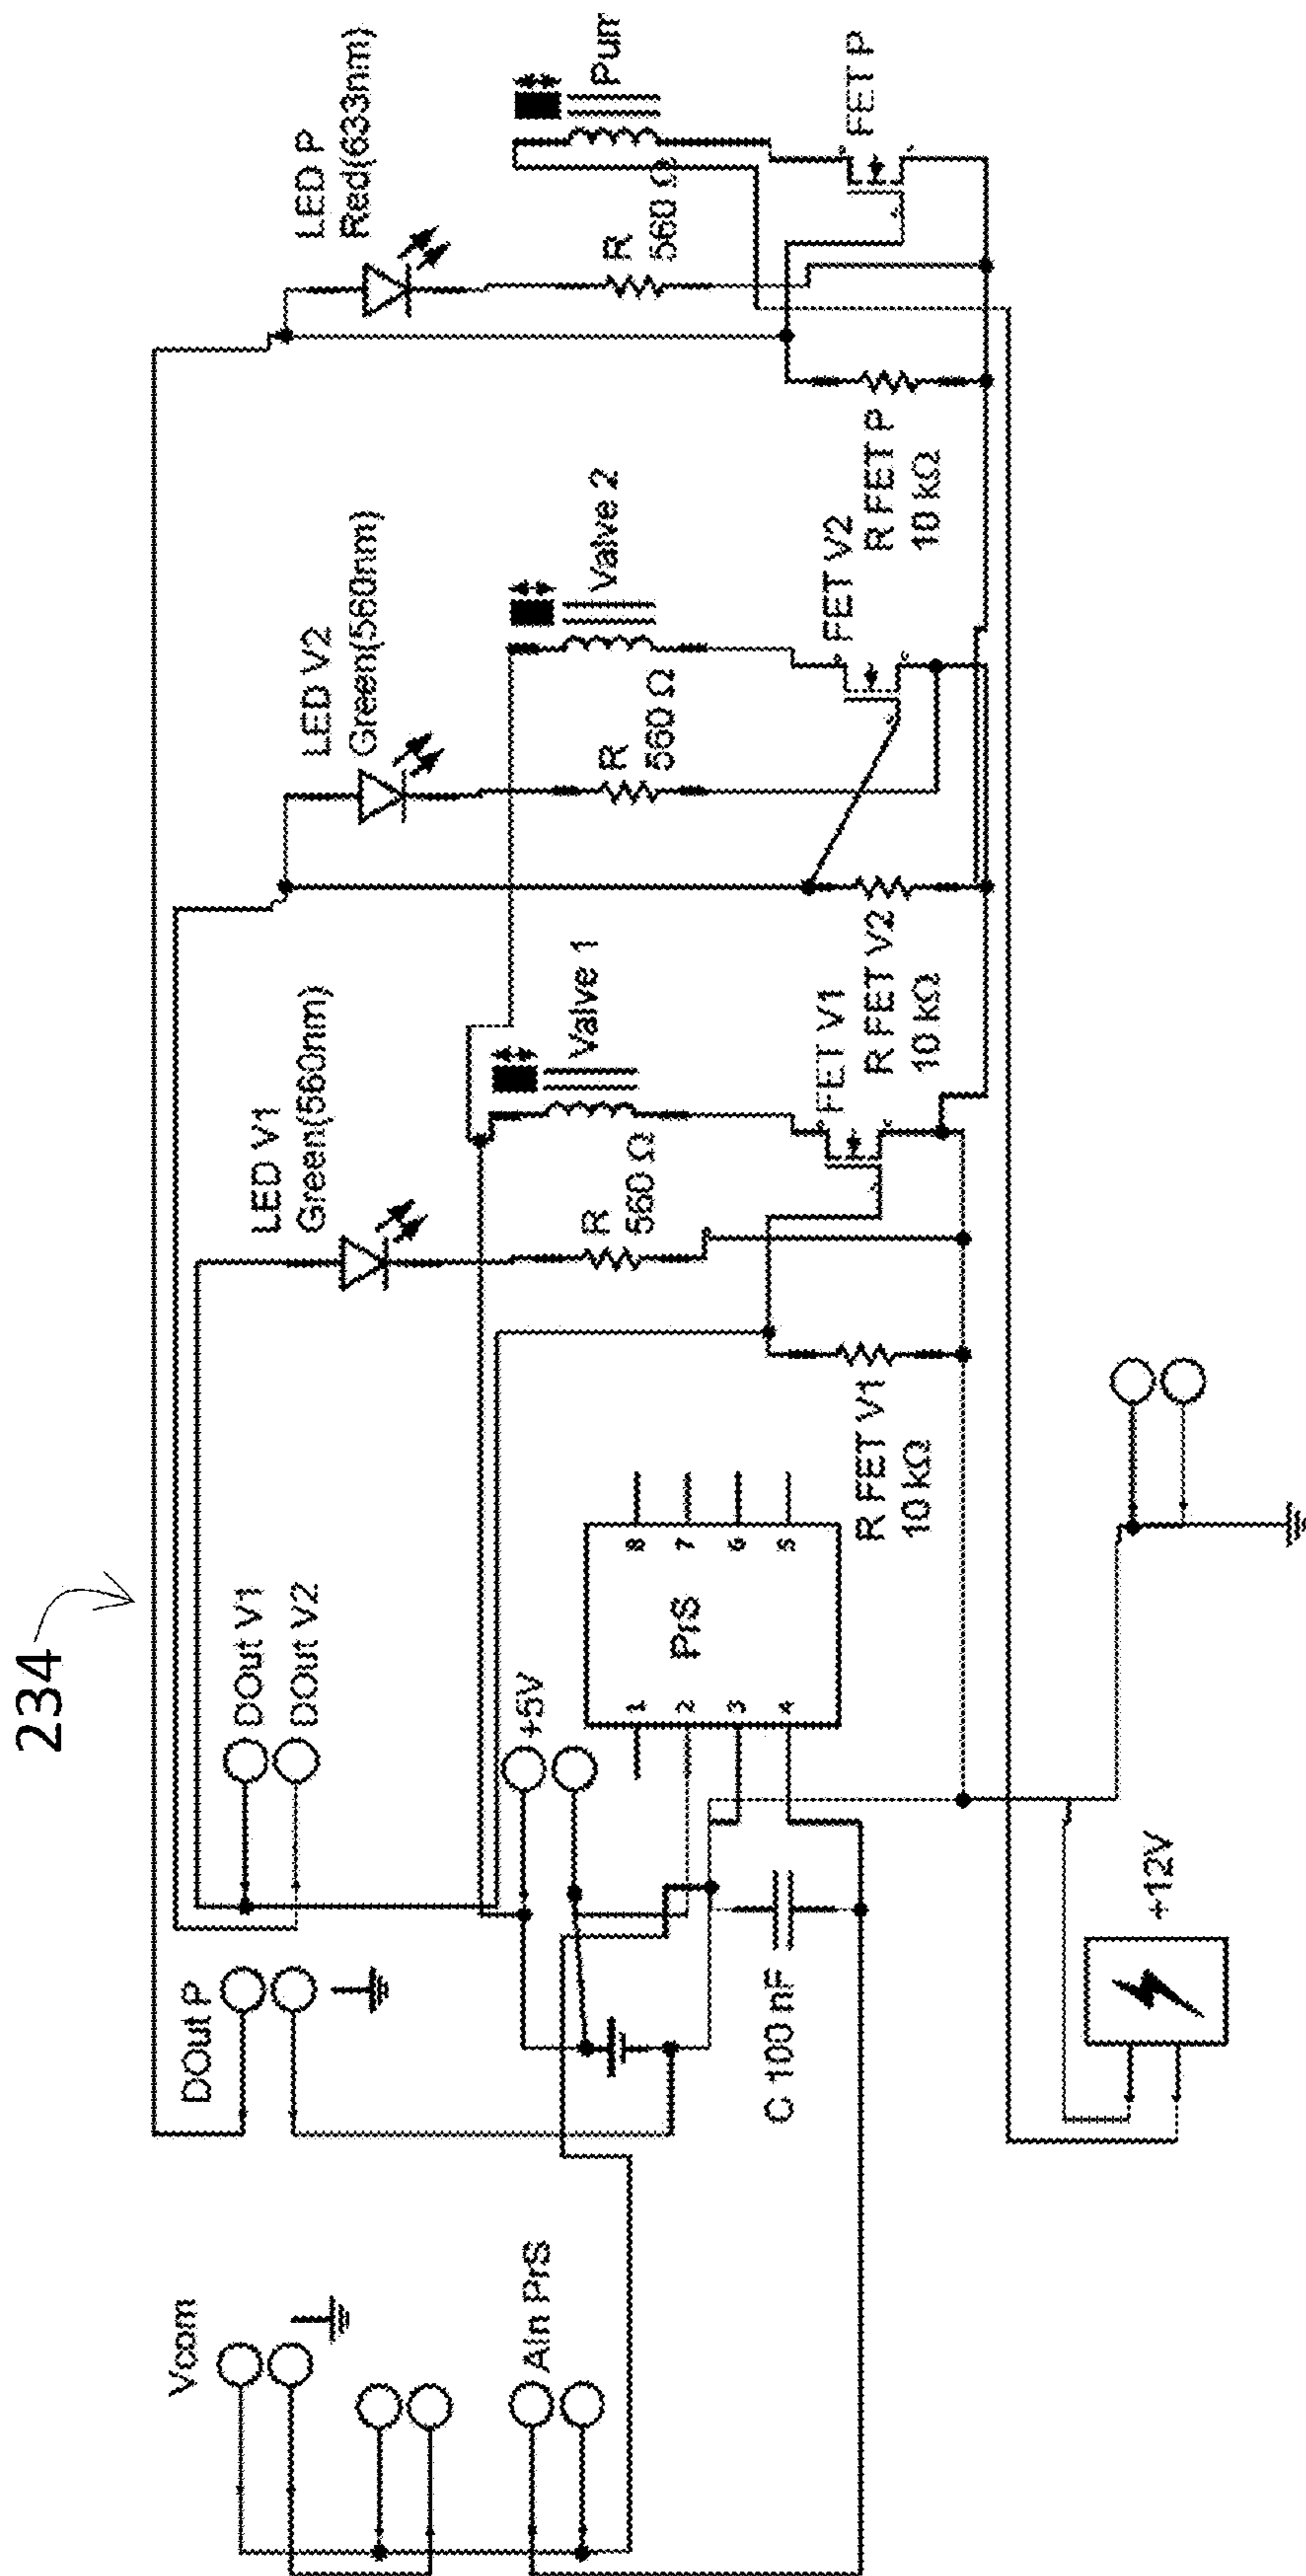 234
Vcom
DOut P
DOut V1
DOut V2
AIn PrS
+5V
C 100 nF
PrS
1
2
3
4
8
7
6
5
+12V
LED V1
Green(560nm)
R
560 Ω
Valve 1
R FET V1
10 kΩ
FET V1
LED V2
Green(560nm)
R
560 Ω
Valve 2
R FET V2
10 kΩ
FET V2
LED P
Red(633nm)
R
560 Ω
Pum
R FET P
10 kΩ
FET P